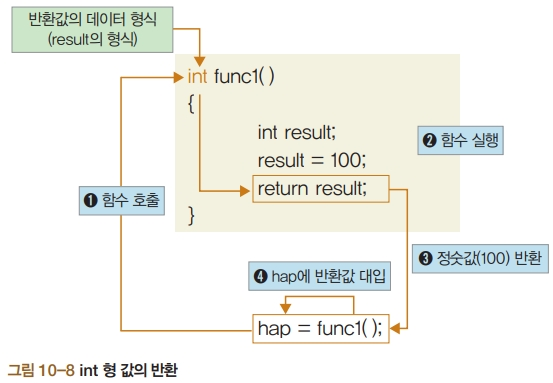 반환값의 데이터 형식
(result의 형식)
int func1( )
{
int result;
result = 100;
return result;
}
❷ 함수 실행
❶ 함수 호출
❸ 정숫값(100) 반환
❹ hap에 반환값 대입
hap = func1( );
그림 10-8 int 형 값의 반환